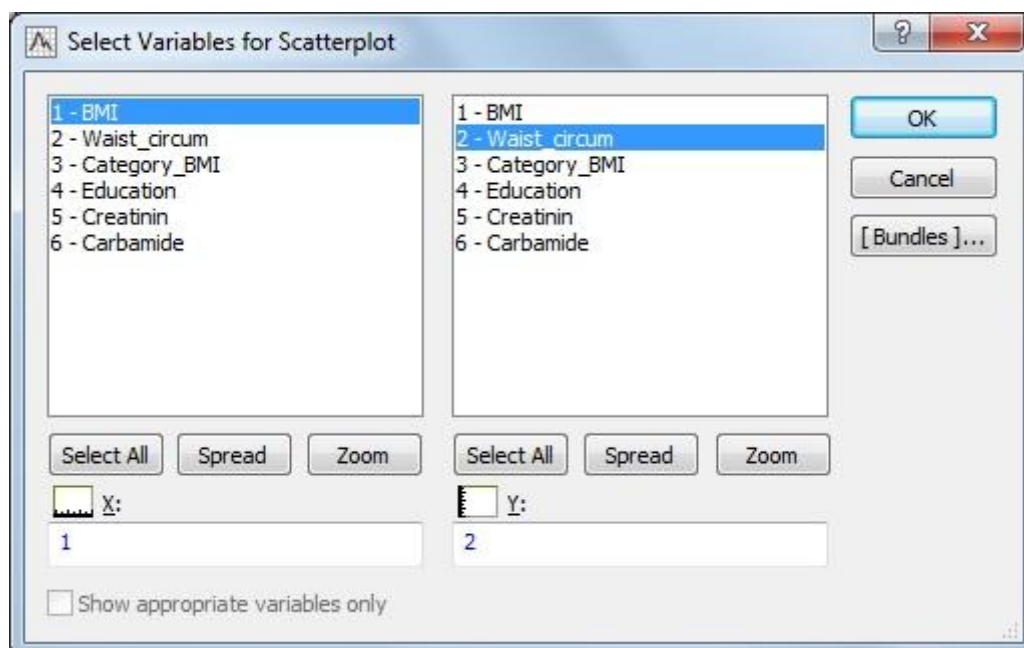 Select Variables for Scatterplot
1 - BMI
2 - Waist_circum
3 - Category_BMI
4 - Education
5 - Creatinin
6 - Carbamide
1 - BMI
2 - Waist_circum
3 - Category_BMI
4 - Education
5 - Creatinin
6 - Carbamide
OK
Cancel
[ Bundles ]...
Select All Spread Zoom
Select All Spread Zoom
X:
Y:
1
2
Show appropriate variables only